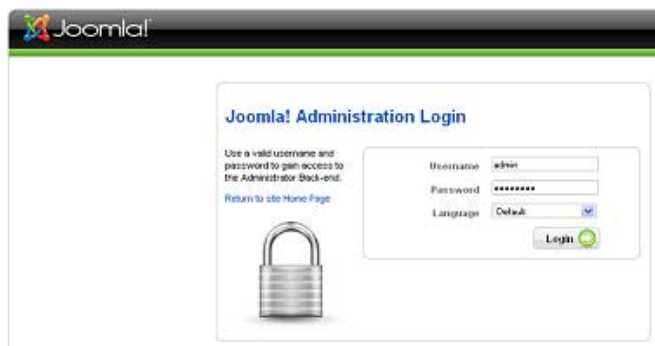 Joomla!
Joomla! Administration Login
Use a valid username and
password to gain access to
the Administrator Back-end.
Return to site Home Page
Username admin
Password ••••••••
Language Default
Login